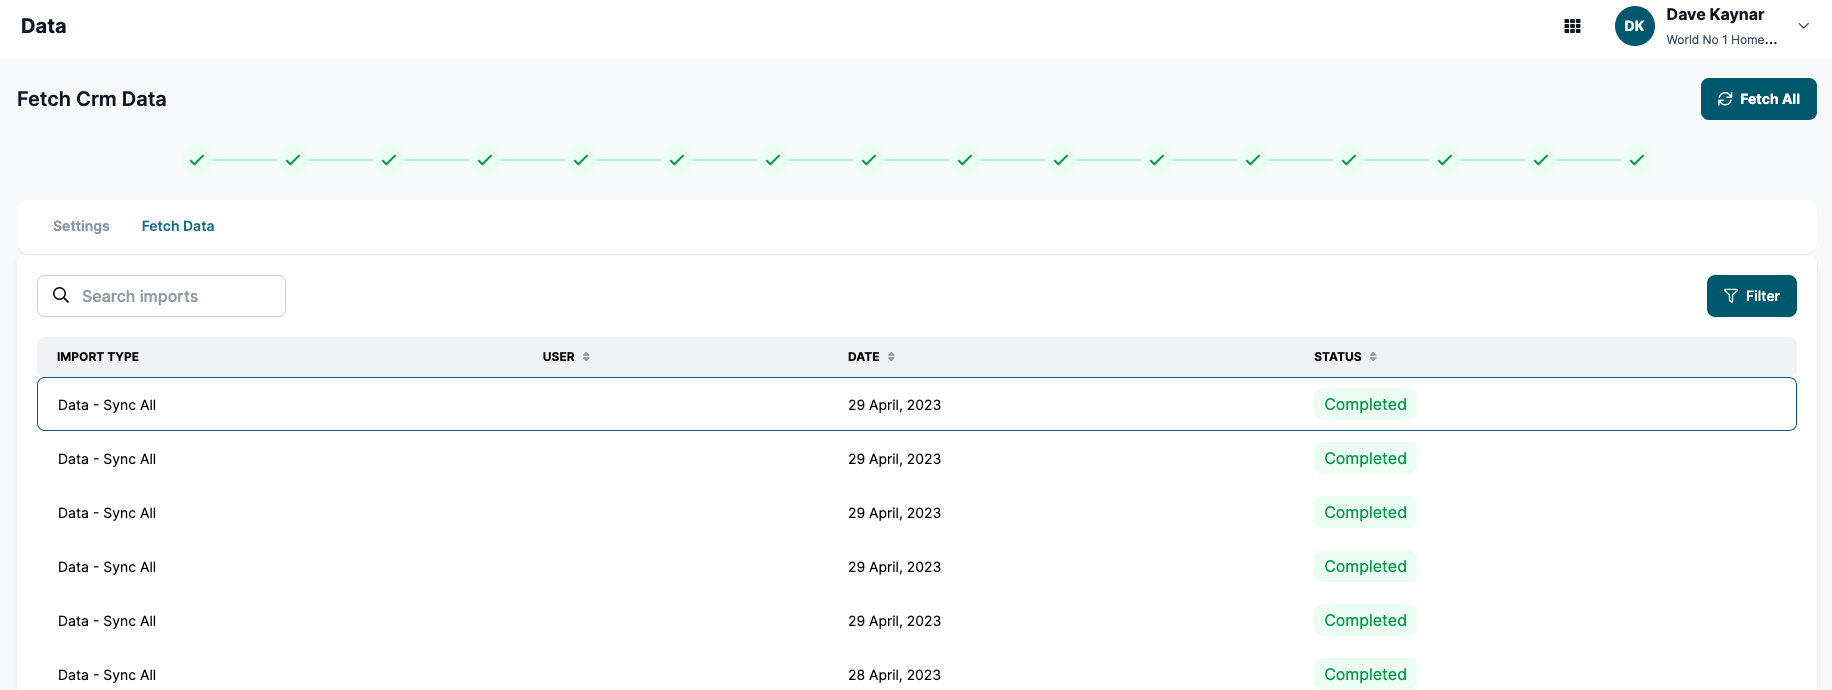 Data
DK
Dave Kaynar
World No 1 Home...
Fetch Crm Data
Fetch All
Settings
Fetch Data
Search imports
Filter
IMPORT TYPE USER DATE STATUS
Data - Sync All 29 April, 2023 Completed
Data - Sync All 29 April, 2023 Completed
Data - Sync All 29 April, 2023 Completed
Data - Sync All 29 April, 2023 Completed
Data - Sync All 29 April, 2023 Completed
Data - Sync All 28 April, 2023 Completed